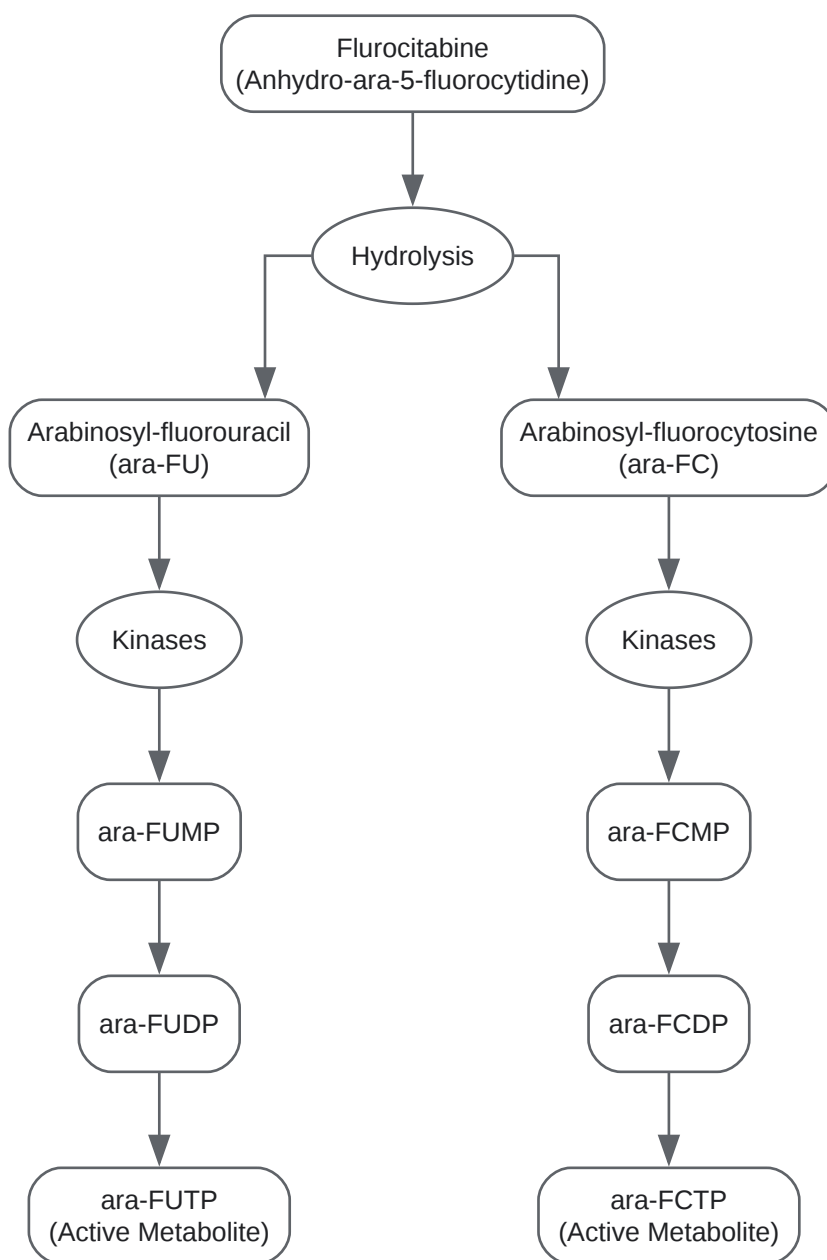 Flurocitabine
(Anhydro-ara-5-fluorocytidine)
Hydrolysis
Arabinosyl-fluorouracil
(ara-FU)
Arabinosyl-fluorocytosine
(ara-FC)
Kinases
Kinases
ara-FUMP
ara-FCMP
ara-FUDP
ara-FCDP
ara-FUTP
(Active Metabolite)
ara-FCTP
(Active Metabolite)